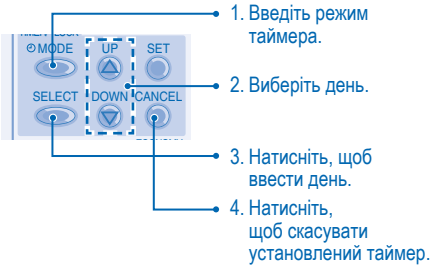 1. Введіть режим
таймера.
MODE UP SET
2. Виберіть день.
SELECT DOWN CANCEL
3. Натисніть, щоб
ввести день.
4. Натисніть,
щоб скасувати
установлений таймер.